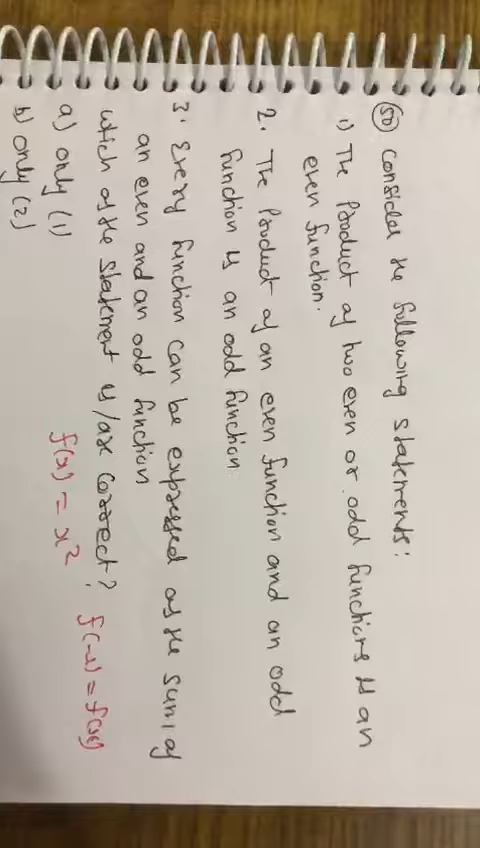 50 Consider the following statements:
1) The Product of two even or odd functions is an
even function.
2. The Product of an even function and an odd
function is an odd function.
3. Every function can be expressed as the sum of
an even and an odd function
which of the statement is/are correct? f(-x) = f(x)
a) only (1) f(x) = x²
b) only (2)